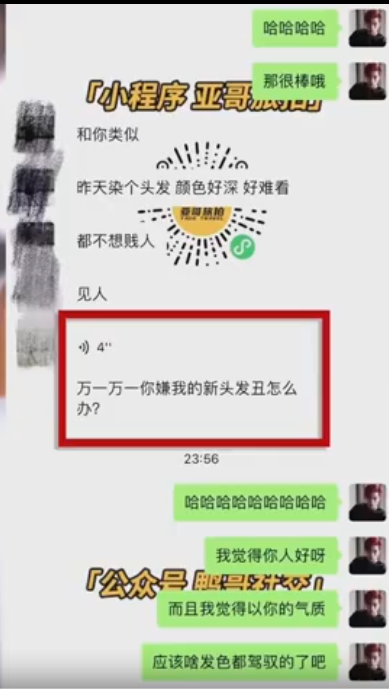 哈哈哈哈
那很棒哦
「小程序 亚哥旅拍」
和你类似
昨天染个头发 颜色好深 好难看
亚哥旅拍
都不想贱人
见人
4''
万一万一你嫌我的新头发丑怎么
办?
23:56
哈哈哈哈哈哈哈哈哈
我觉得你人好呀
「公众号
而且我觉得以你的气质
应该啥发色都驾驭的了吧